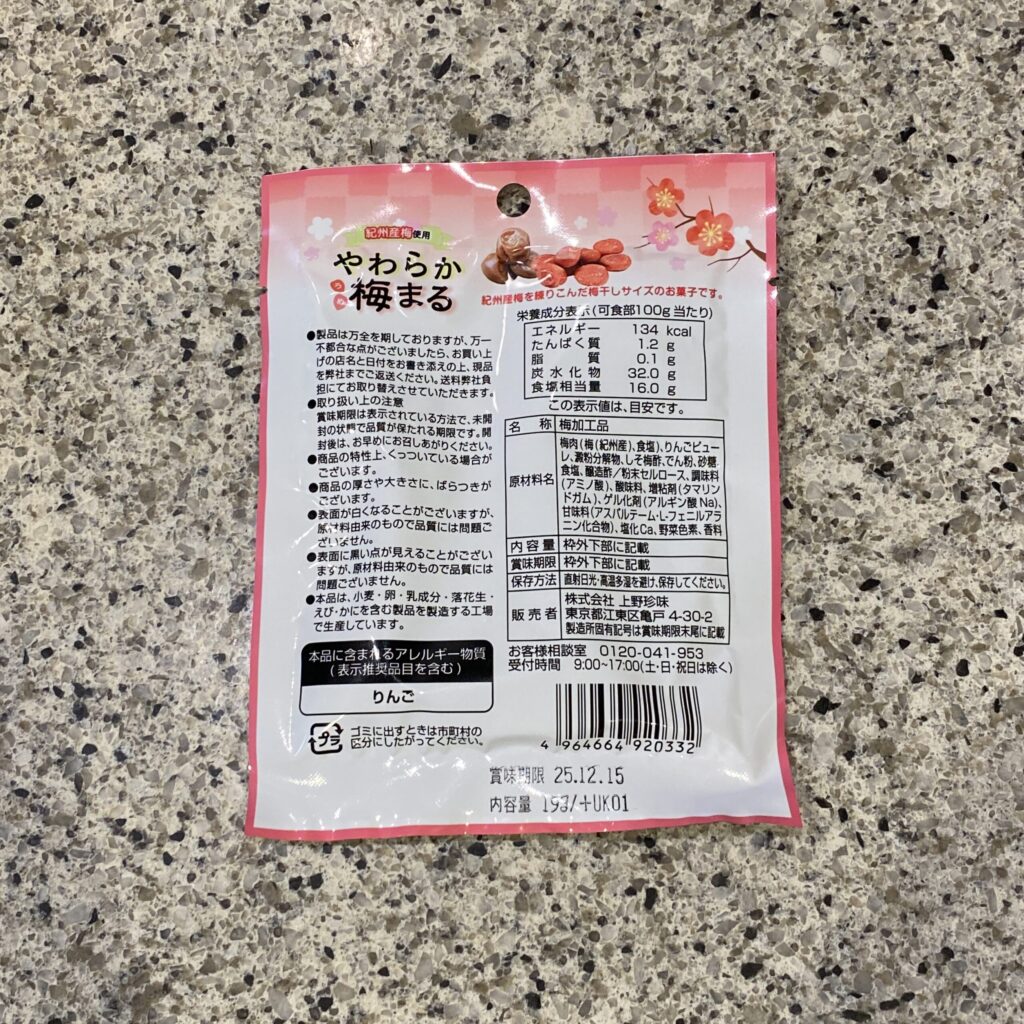 紀州産梅使用
やわらか
梅まる
うめ
紀州産梅を練りこんだ梅干しサイズのお菓子です。
●製品は万全を期しておりますが、万一
不都合な点がございましたら、お買い上
げの店名と日付をお書き添えの上、現品
を弊社までご返送ください。送料弊社負
担にてお取り替えさせていただきます。
●取り扱い上の注意
賞味期限は表示されている方法で、未開
封の状態で品質が保たれる期限です。開
封後は、お早めにお召しあがりください。
●商品の特性上、くっついている場合が
ございます。
●商品の厚さや大きさに、ばらつきが
ございます。
●表面が白くなることがございますが、
原材料由来のもので品質には問題ご
ざいません。
●表面に黒い点が見えることがござい
ますが、原材料由来のもので品質には
問題ございません。
●本品は、小麦・卵・乳成分・落花生・
えび・かにを含む製品を製造する工場
で生産しています。
本品に含まれるアレルギー物質
(表示推奨品目を含む)
りんご
プラ
ゴミに出すときは市町村の
区分にしたがってください。
栄養成分表示(可食部100g当たり)
エネルギー 134 kcal
たんぱく質 1.2 g
脂質 0.1 g
炭水化物 32.0 g
食塩相当量 16.0 g
この表示値は、目安です。
名称 梅加工品
原材料名
梅肉(梅(紀州産)、食塩)、りんごピュー
レ、澱粉分解物、しそ梅酢、でん粉、砂糖、
食塩、醸造酢／粉末セルロース、調味料
(アミノ酸)、酸味料、増粘剤(タマリン
ドガム)、ゲル化剤(アルギン酸Na)、
甘味料(アスパルテーム・L-フェニルアラ
ニン化合物)、塩化Ca、野菜色素、香料
内容量 枠外下部に記載
賞味期限 枠外下部に記載
保存方法 直射日光・高温多湿を避け、保存してください。
販売者
株式会社 上野珍味
東京都江東区亀戸 4-30-2
製造所固有記号は賞味期限末尾に記載
お客様相談室 0120-041-953
受付時間 9:00~17:00(土・日・祝日は除く)
4 964664 920332
賞味期限 25.12.15
内容量 19g/+UK01